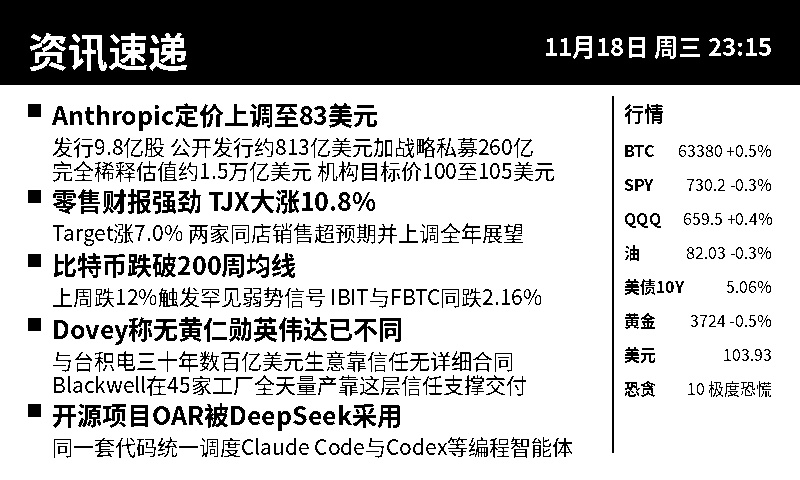 资讯速递
11月18日 周三 23:15
■ Anthropic定价上调至83美元
发行9.8亿股 公开发行约813亿美元加战略私募260亿
完全稀释估值约1.5万亿美元 机构目标价100至105美元
■ 零售财报强劲 TJX大涨10.8%
Target涨7.0% 两家同店销售超预期并上调全年展望
■ 比特币跌破200周均线
上周跌12%触发罕见弱势信号 IBIT与FBTC同跌2.16%
■ Dovey称无黄仁勋英伟达已不同
与台积电三十年数百亿美元生意靠信任无详细合同
Blackwell在45家工厂全天量产靠这层信任支撑交付
■ 开源项目OAR被DeepSeek采用
同一套代码统一调度Claude Code与Codex等编程智能体
行情
BTC 63380 +0.5%
SPY 730.2 -0.3%
QQQ 659.5 +0.4%
油 82.03 -0.3%
美债10Y 5.06%
黄金 3724 -0.5%
美元 103.93
恐贪 10 极度恐慌